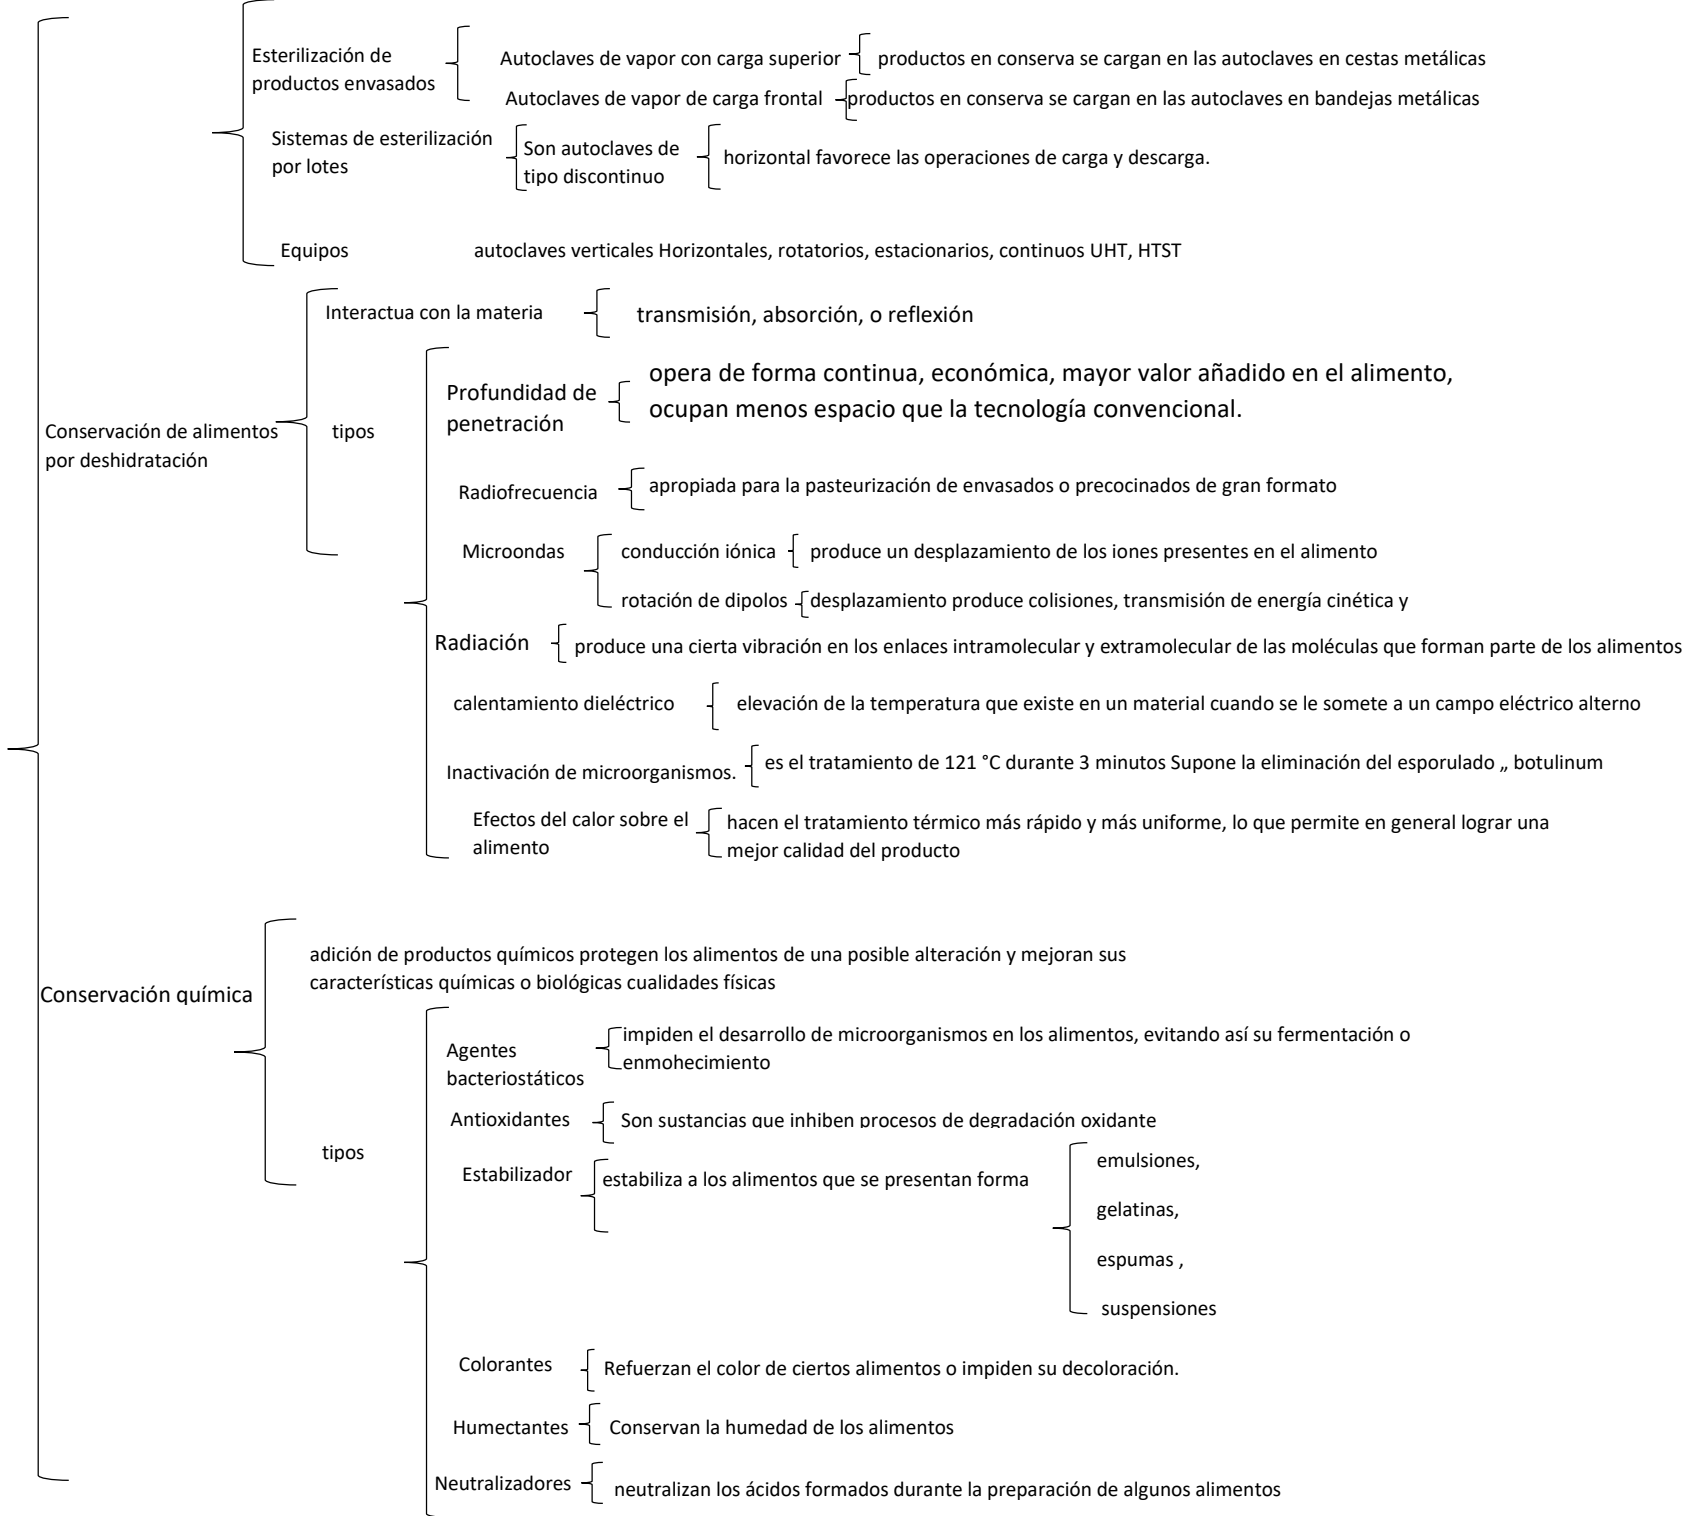 Esterilización de
productos envasados
Autoclaves de vapor con carga superior
productos en conserva se cargan en las autoclaves en cestas metálicas
Autoclaves de vapor de carga frontal
productos en conserva se cargan en las autoclaves en bandejas metálicas
Sistemas de esterilización
por lotes
Son autoclaves de
tipo discontinuo
horizontal favorece las operaciones de carga y descarga.
Equipos
autoclaves verticales Horizontales, rotatorios, estacionarios, continuos UHT, HTST
Conservación de alimentos
por deshidratación
Interactua con la materia
transmisión, absorción, o reflexión
tipos
Profundidad de
penetración
opera de forma continua, económica, mayor valor añadido en el alimento,
ocupan menos espacio que la tecnología convencional.
Radiofrecuencia
apropiada para la pasteurización de envasados o precocinados de gran formato
Microondas
conducción iónica
produce un desplazamiento de los iones presentes en el alimento
rotación de dipolos
desplazamiento produce colisiones, transmisión de energía cinética y
Radiación
produce una cierta vibración en los enlaces intramolecular y extramolecular de las moléculas que forman parte de los alimentos
calentamiento dieléctrico
elevación de la temperatura que existe en un material cuando se le somete a un campo eléctrico alterno
Inactivación de microorganismos.
es el tratamiento de 121 °C durante 3 minutos Supone la eliminación del esporulado „ botulinum
Efectos del calor sobre el
alimento
hacen el tratamiento térmico más rápido y más uniforme, lo que permite en general lograr una
mejor calidad del producto
Conservación química
adición de productos químicos protegen los alimentos de una posible alteración y mejoran sus
características químicas o biológicas cualidades físicas
tipos
Agentes
bacteriostáticos
impiden el desarrollo de microorganismos en los alimentos, evitando así su fermentación o
enmohecimiento
Antioxidantes
Son sustancias que inhiben procesos de degradación oxidante
Estabilizador
estabiliza a los alimentos que se presentan forma
emulsiones,
gelatinas,
espumas ,
suspensiones
Colorantes
Refuerzan el color de ciertos alimentos o impiden su decoloración.
Humectantes
Conservan la humedad de los alimentos
Neutralizadores
neutralizan los ácidos formados durante la preparación de algunos alimentos